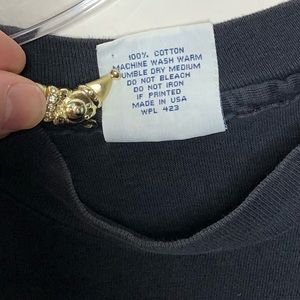 100% COTTON
MACHINE WASH WARM
TUMBLE DRY MEDIUM
DO NOT BLEACH
DO NOT IRON
IF PRINTED
MADE IN USA
WPL 423